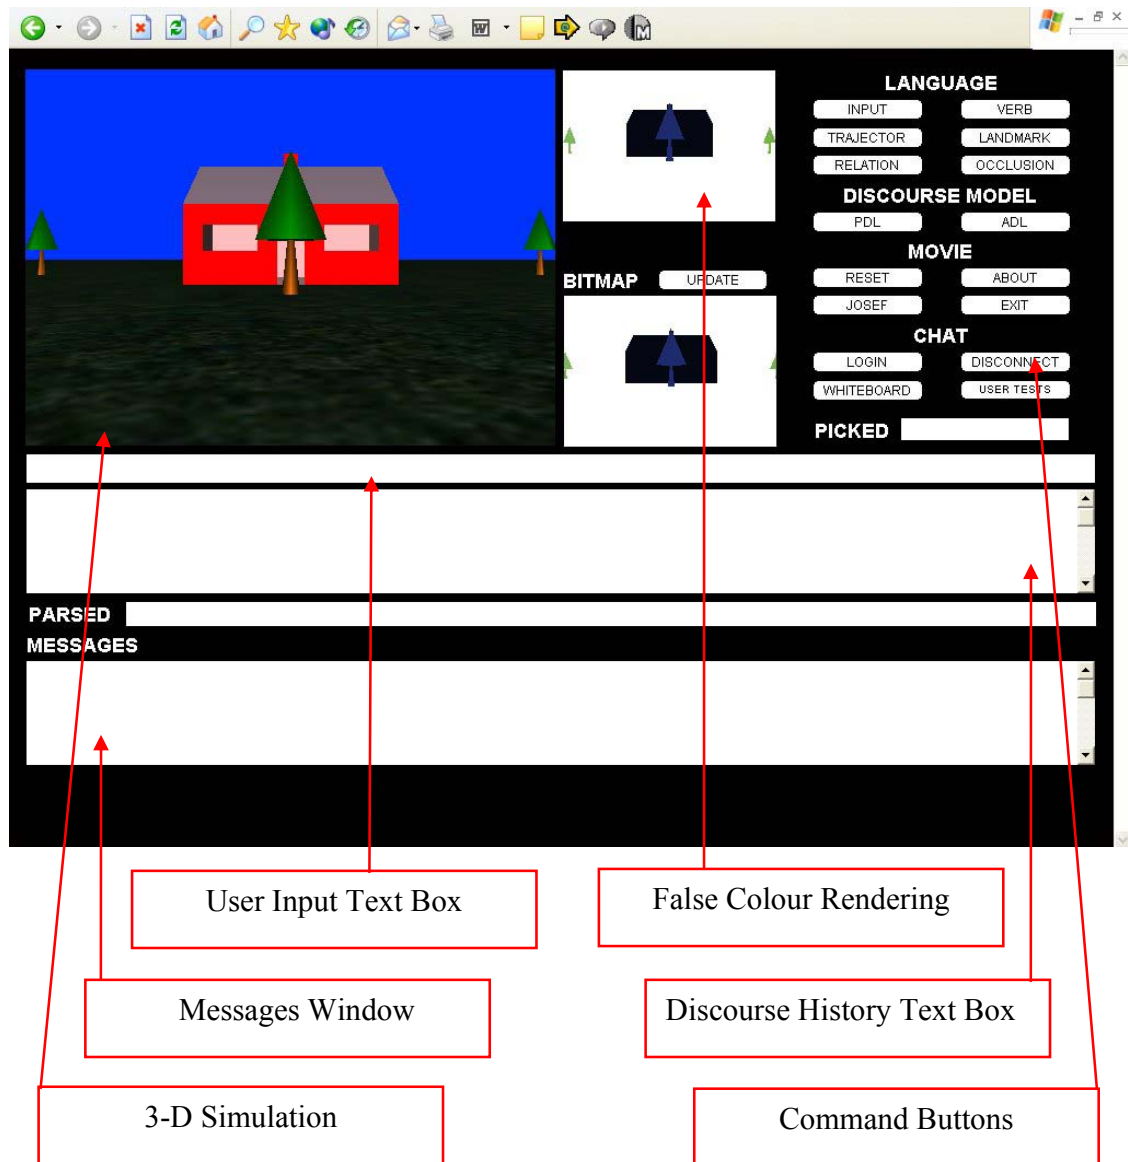 LANGUAGE
INPUT VERB
TRAJECTOR LANDMARK
RELATION OCCLUSION
DISCOURSE MODEL
PDL ADL
MOVIE
BITMAP UPDATE RESET ABOUT
JOSEF EXIT
CHAT
LOGIN DISCONNECT
WHITEBOARD USER TESTS
PICKED
PARSED
MESSAGES
User Input Text Box False Colour Rendering
Messages Window Discourse History Text Box
3-D Simulation Command Buttons